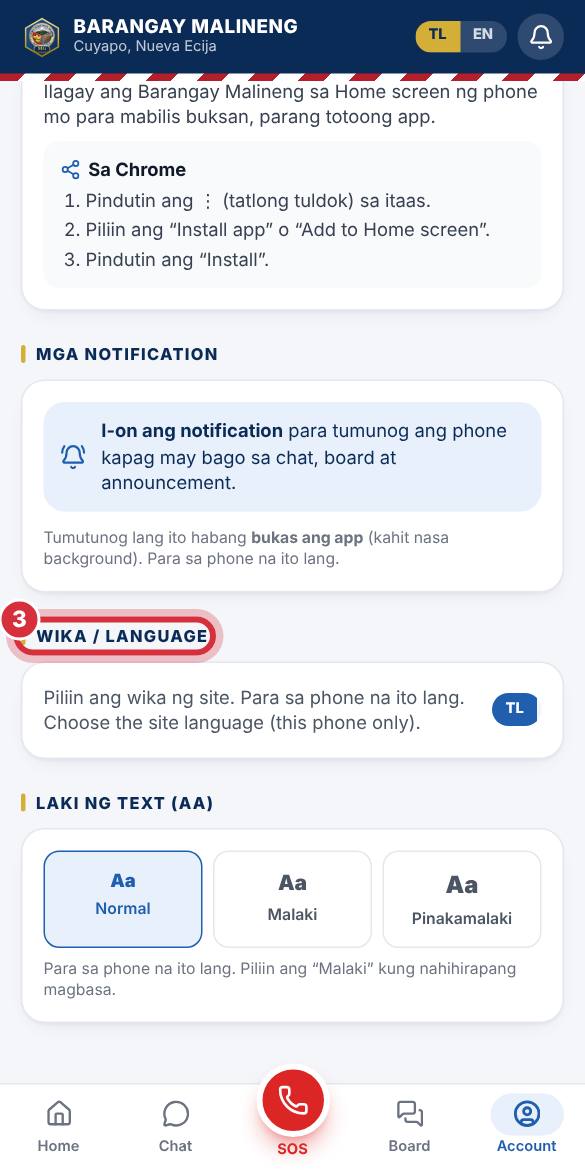 BARANGAY MALINENG
Cuyapo, Nueva Ecija
TL EN
Ilagay ang Barangay Malineng sa Home screen ng phone
mo para mabilis buksan, parang totoong app.
Sa Chrome
1. Pindutin ang ⋮ (tatlong tuldok) sa itaas.
2. Piliin ang “Install app” o “Add to Home screen”.
3. Pindutin ang “Install”.
MGA NOTIFICATION
I-on ang notification para tumunog ang phone
kapag may bago sa chat, board at
announcement.
Tumutunog lang ito habang bukas ang app (kahit nasa
background). Para sa phone na ito lang.
3
WIKA / LANGUAGE
Piliin ang wika ng site. Para sa phone na ito lang.
Choose the site language (this phone only).
TL
LAKI NG TEXT (AA)
Aa Aa Aa
Normal Malaki Pinakamalaki
Para sa phone na ito lang. Piliin ang “Malaki” kung nahihirapang
magbasa.
Home Chat SOS Board Account